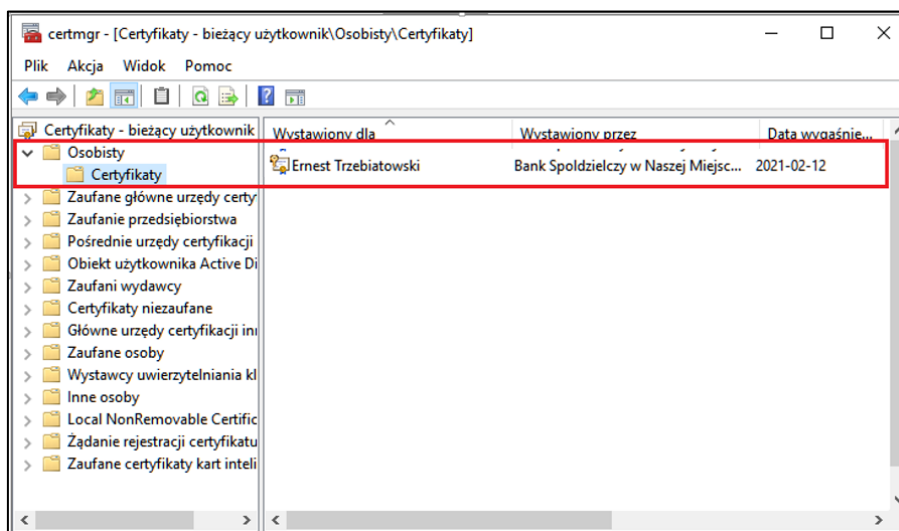 certmgr - [Certyfikaty - bieżący użytkownik\Osobisty\Certyfikaty]
Plik Akcja Widok Pomoc
Certyfikaty - bieżący użytkownik
Osobisty
Certyfikaty
Zaufane główne urzędy certy
Zaufanie przedsiębiorstwa
Pośrednie urzędy certyfikacji
Obiekt użytkownika Active Di
Zaufani wydawcy
Certyfikaty niezaufane
Główne urzędy certyfikacji inn
Zaufane osoby
Wystawcy uwierzytelniania kl
Inne osoby
Local NonRemovable Certific
Żądanie rejestracji certyfikatu
Zaufane certyfikaty kart inteli
Wystawiony dla Wystawiony przez Data wygaśnie...
Ernest Trzebiatowski Bank Spoldzielczy w Naszej Miejsc... 2021-02-12